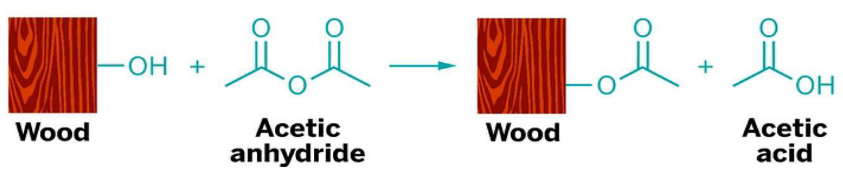 OH + O O O → O O + O OH
Wood
Acetic
anhydride
Wood
Acetic
acid